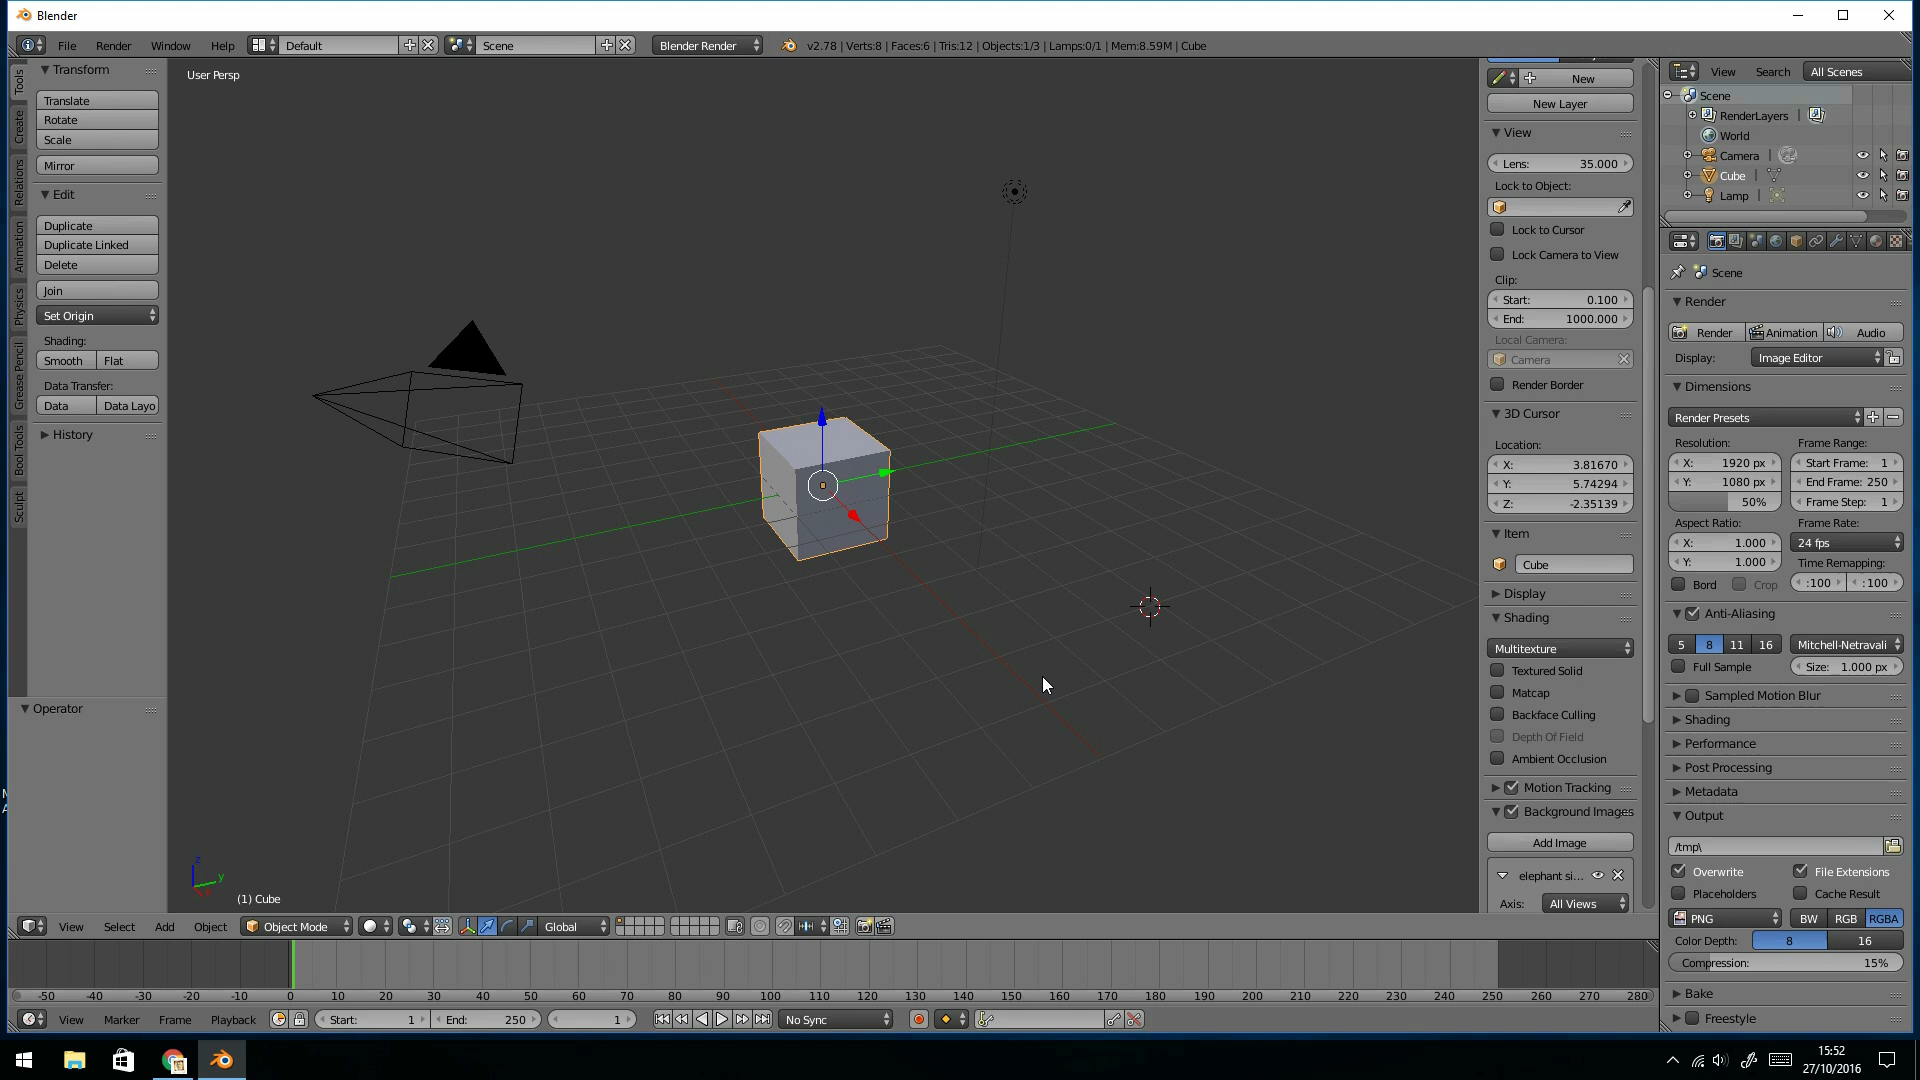 Blender
File Render Window Help Default Scene Blender Render v2.78 | Verts:8 | Faces:6 | Tris:12 | Objects:1/3 | Lamps:0/1 | Mem:8.59M | Cube
Tools
Create
Relations
Animation
Physics
Grease Pencil
Bool Tools
Sculpt
Transform
Translate
Rotate
Scale
Mirror
Edit
Duplicate
Duplicate Linked
Delete
Join
Set Origin
Shading:
Smooth Flat
Data Transfer:
Data Data Layo
History
Operator
User Persp
z
y
(1) Cube
New
New Layer
View
Lens: 35.000
Lock to Object:
Lock to Cursor
Lock Camera to View
Clip:
Start: 0.100
End: 1000.000
Local Camera:
Camera
Render Border
3D Cursor
Location:
X: 3.81670
Y: 5.74294
Z: -2.35139
Item
Cube
Display
Shading
Multitexture
Textured Solid
Matcap
Backface Culling
Depth Of Field
Ambient Occlusion
Motion Tracking
Background Images
Add Image
elephant si...
Axis: All Views
View Search All Scenes
Scene
RenderLayers |
World
Camera |
Cube |
Lamp |
Scene
Render
Render Animation Audio
Display: Image Editor
Dimensions
Render Presets
Resolution: Frame Range:
X: 1920 px Start Frame: 1
Y: 1080 px End Frame: 250
50% Frame Step: 1
Aspect Ratio: Frame Rate:
X: 1.000 24 fps
Y: 1.000 Time Remapping:
Bord Crop :100 :100
Anti-Aliasing
5 8 11 16 Mitchell-Netravali
Full Sample Size: 1.000 px
Sampled Motion Blur
Shading
Performance
Post Processing
Metadata
Output
/tmp\
Overwrite File Extensions
Placeholders Cache Result
PNG BW RGB RGBA
Color Depth: 8 16
Compression: 15%
Bake
Freestyle
View Select Add Object Object Mode Global
-50 -40 -30 -20 -10 0 10 20 30 40 50 60 70 80 90 100 110 120 130 140 150 160 170 180 190 200 210 220 230 240 250 260 270 280
View Marker Frame Playback Start: 1 End: 250 1 No Sync
15:52
27/10/2016